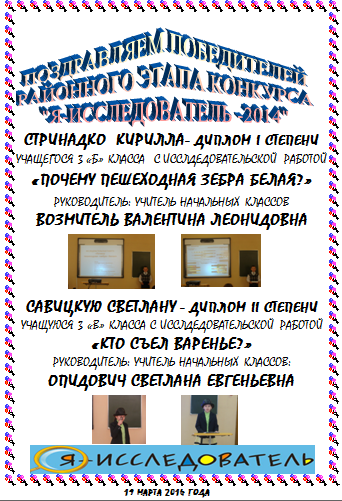 ПОЗДРАВЛЯЕМ ПОБЕДИТЕЛЕЙ
РАЙОННОГО ЭТАПА КОНКУРСА
"Я-ИССЛЕДОВАТЕЛЬ -2014"
СТРИНАДКО КИРИЛЛА- ДИПЛОМ I СТЕПЕНИ
УЧАЩЕГОСЯ 3 «Б» КЛАССА С ИССЛДЕДОВАТЕЛЬСКОЙ РАБОТОЙ
«ПОЧЕМУ ПЕШЕХОДНАЯ ЗЕБРА БЕЛАЯ?»
РУКОВОДИТЕЛЬ: УЧИТЕЛЬ НАЧАЛЬНЫХ КЛАССОВ
ВОЗМИТЕЛЬ ВАЛЕНТИНА ЛЕОНИДОВНА
САВИЦКУЮ СВЕТЛАНУ - ДИПЛОМ II СТЕПЕНИ
УЧАЩУЮСЯ 3 «В» КЛАССА С ИССЛДЕДОВАТЕЛЬСКОЙ РАБОТОЙ
«КТО СЪЕЛ ВАРЕНЬЕ?»
РУКОВОДИТЕЛЬ: УЧИТЕЛЬ НАЧАЛЬНЫХ КЛАССОВ:
ОПИДОВИЧ СВЕТЛАНА ЕВГЕНЬЕВНА
Я-ИССЛЕДОВАТЕЛЬ
19 МАРТА 2014 ГОДА